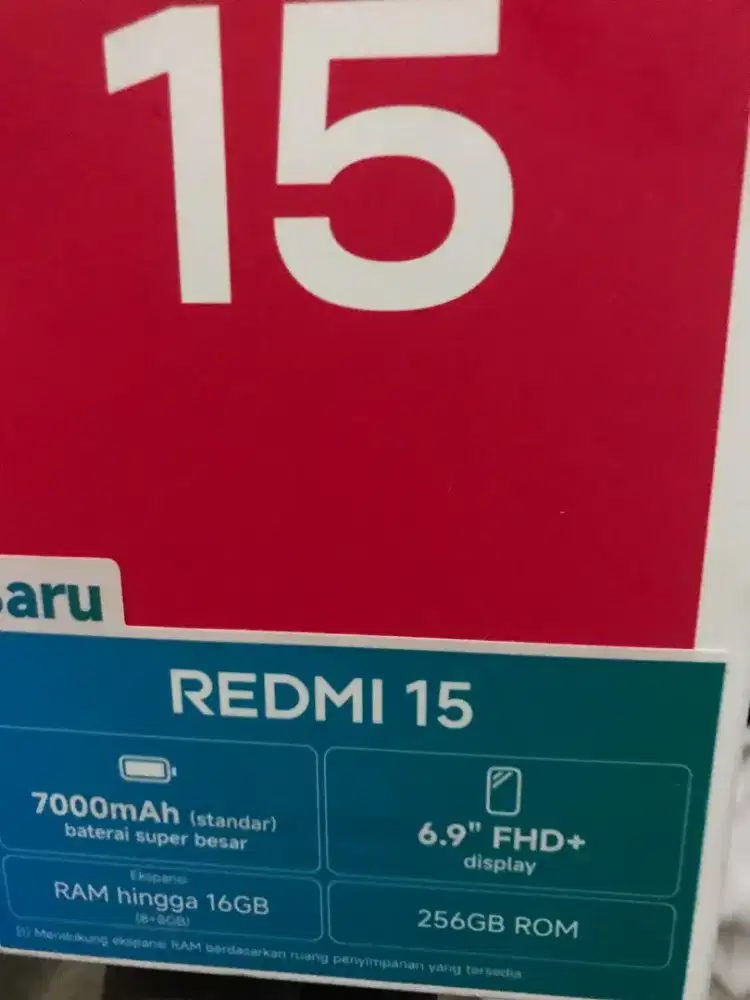 15
aru
REDMI 15
7000mAh (standar)
baterai super besar
6.9" FHD+
display
Ekspansi
RAM hingga 16GB
(8+8GB)
256GB ROM
[1] Mendukung ekspansi RAM berdasarkan ruang penyimpanan yang tersedia